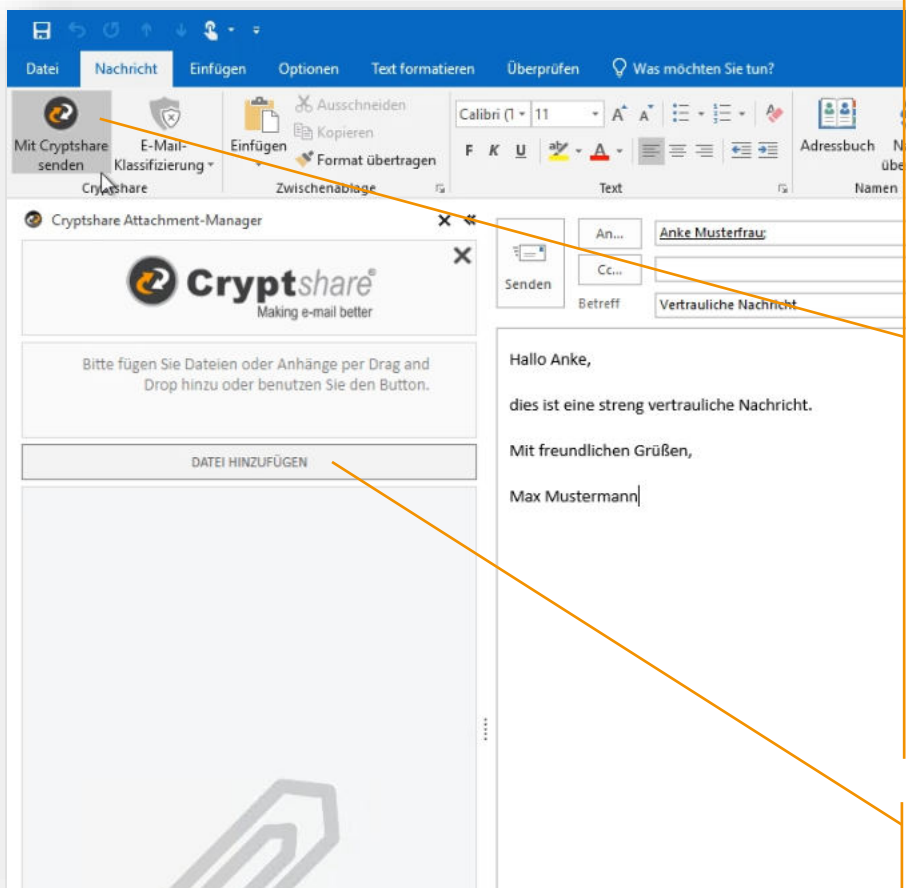 Datei Nachricht Einfügen Optionen Text formatieren Überprüfen Was möchten Sie tun?
Mit Cryptshare senden
E-Mail-Klassifizierung
Cryptshare
Einfügen
Ausschneiden
Kopieren
Format übertragen
Zwischenablage
Calibri (T 11
F K U
Text
Adressbuch
Namen
Cryptshare Attachment-Manager
Cryptshare®
Making e-mail better
Bitte fügen Sie Dateien oder Anhänge per Drag and
Drop hinzu oder benutzen Sie den Button.
DATEI HINZUFÜGEN
Senden
An... Anke Musterfrau;
Cc...
Betreff Vertrauliche Nachricht
Hallo Anke,
dies ist eine streng vertrauliche Nachricht.
Mit freundlichen Grüßen,
Max Mustermann